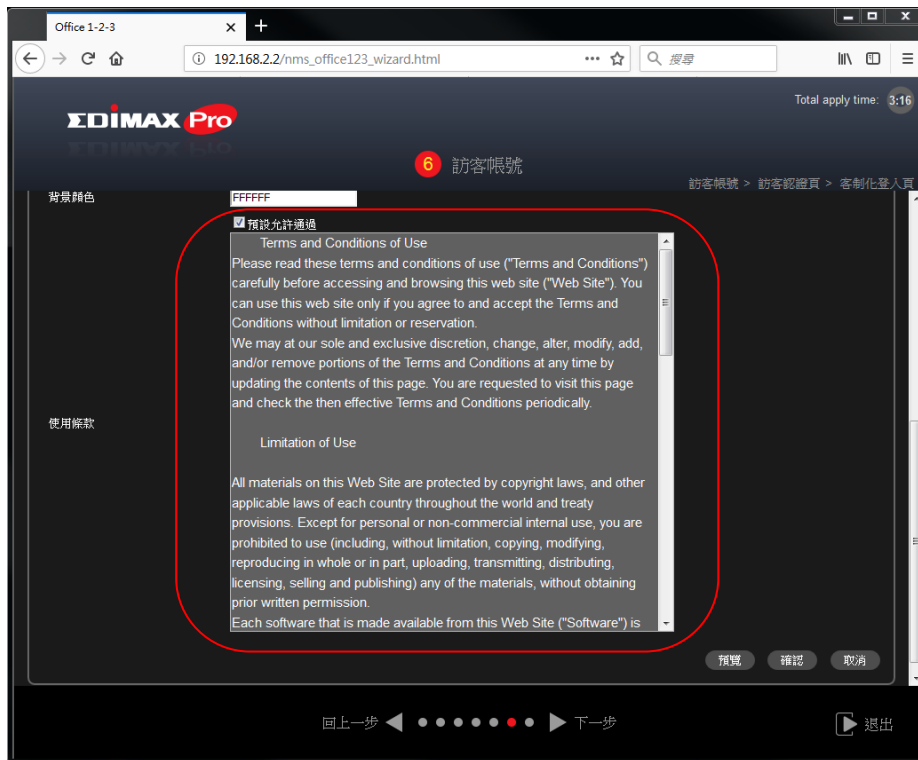 Office 1-2-3
192.168.2.2/nms_office123_wizard.html
搜尋
Total apply time: 3:16
EDIMAX Pro
6 訪客帳號
訪客帳號 > 訪客認證頁 > 客制化登入頁
背景顏色
FFFFFF
預設允許通過
Terms and Conditions of Use
Please read these terms and conditions of use ("Terms and Conditions")
carefully before accessing and browsing this web site ("Web Site"). You
can use this web site only if you agree to and accept the Terms and
Conditions without limitation or reservation.
We may at our sole and exclusive discretion, change, alter, modify, add,
and/or remove portions of the Terms and Conditions at any time by
updating the contents of this page. You are requested to visit this page
and check the then effective Terms and Conditions periodically.
使用條款
Limitation of Use
All materials on this Web Site are protected by copyright laws, and other
applicable laws of each country throughout the world and treaty
provisions. Except for personal or non-commercial internal use, you are
prohibited to use (including, without limitation, copying, modifying,
reproducing in whole or in part, uploading, transmitting, distributing,
licensing, selling and publishing) any of the materials, without obtaining
prior written permission.
Each software that is made available from this Web Site ("Software") is
預覽 確認 取消
回上一步 下一步 退出